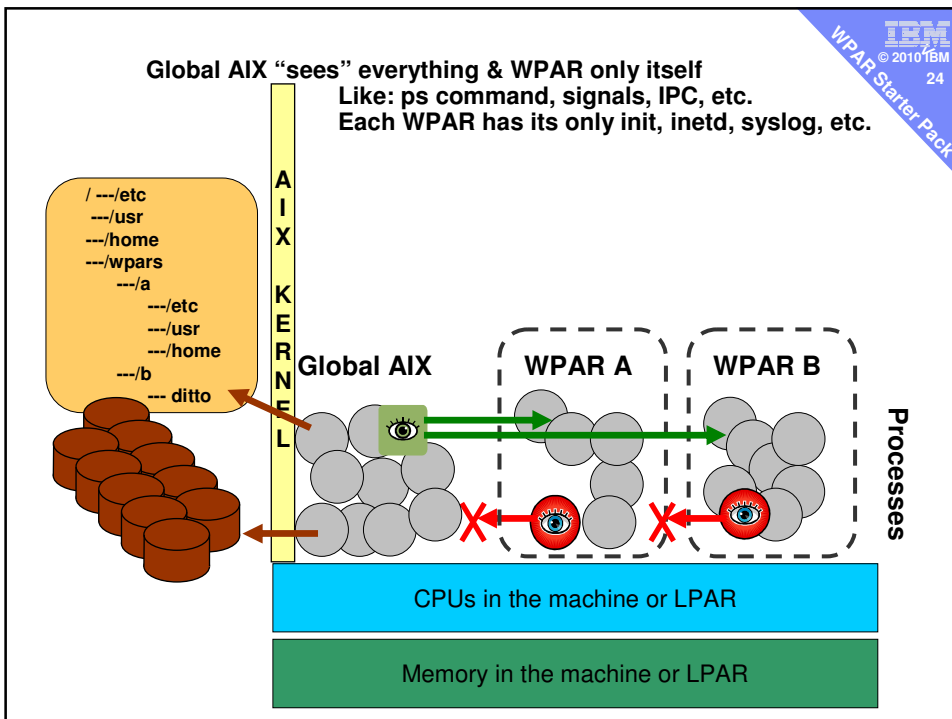 Global AIX “sees” everything & WPAR only itself
Like: ps command, signals, IPC, etc.
Each WPAR has its only init, inetd, syslog, etc.
IBM
© 2010 IBM
24
WPAR Starter Pack
/ ---/etc
---/usr
---/home
---/wpars
---/a
---/etc
---/usr
---/home
---/b
--- ditto
AIX KERNEL
Global AIX
WPAR A
WPAR B
Processes
CPUs in the machine or LPAR
Memory in the machine or LPAR